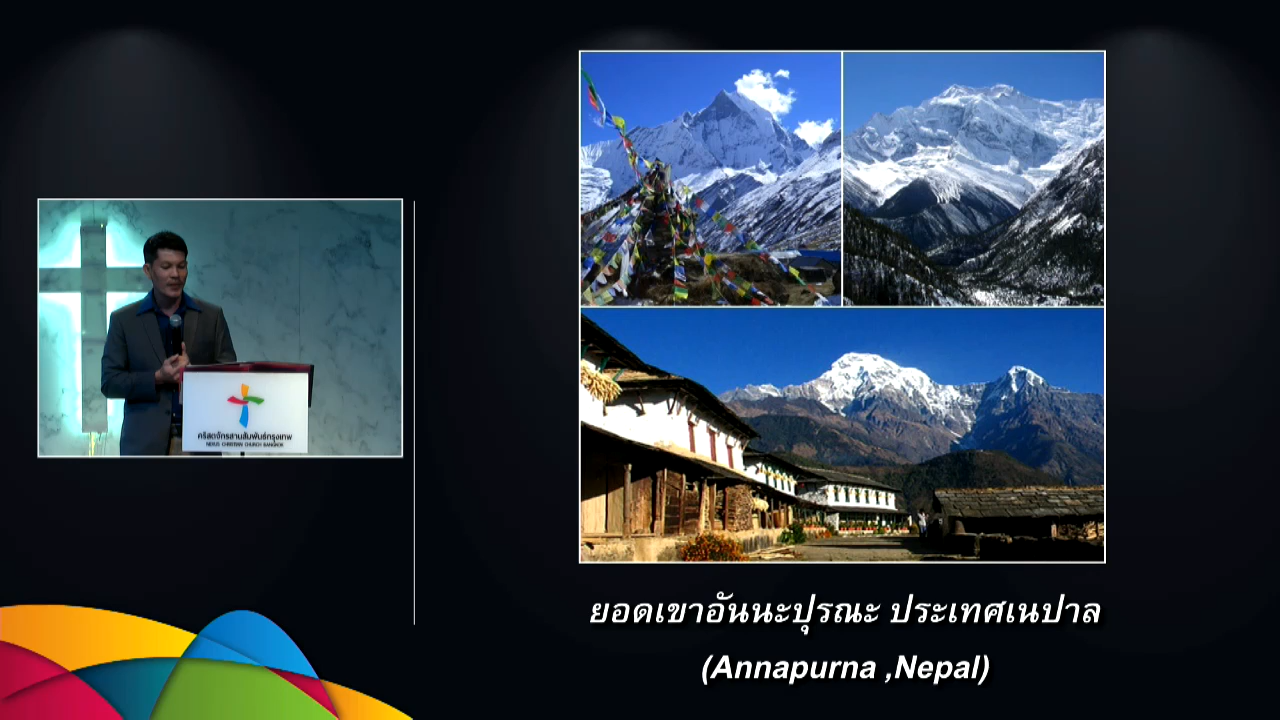 คริสตจักรสานสัมพันธ์กรุงเทพ
NEXUS CHRISTIAN CHURCH BANGKOK
ยอดเขาอันนะปุรณะ ประเทศเนปาล
(Annapurna ,Nepal)